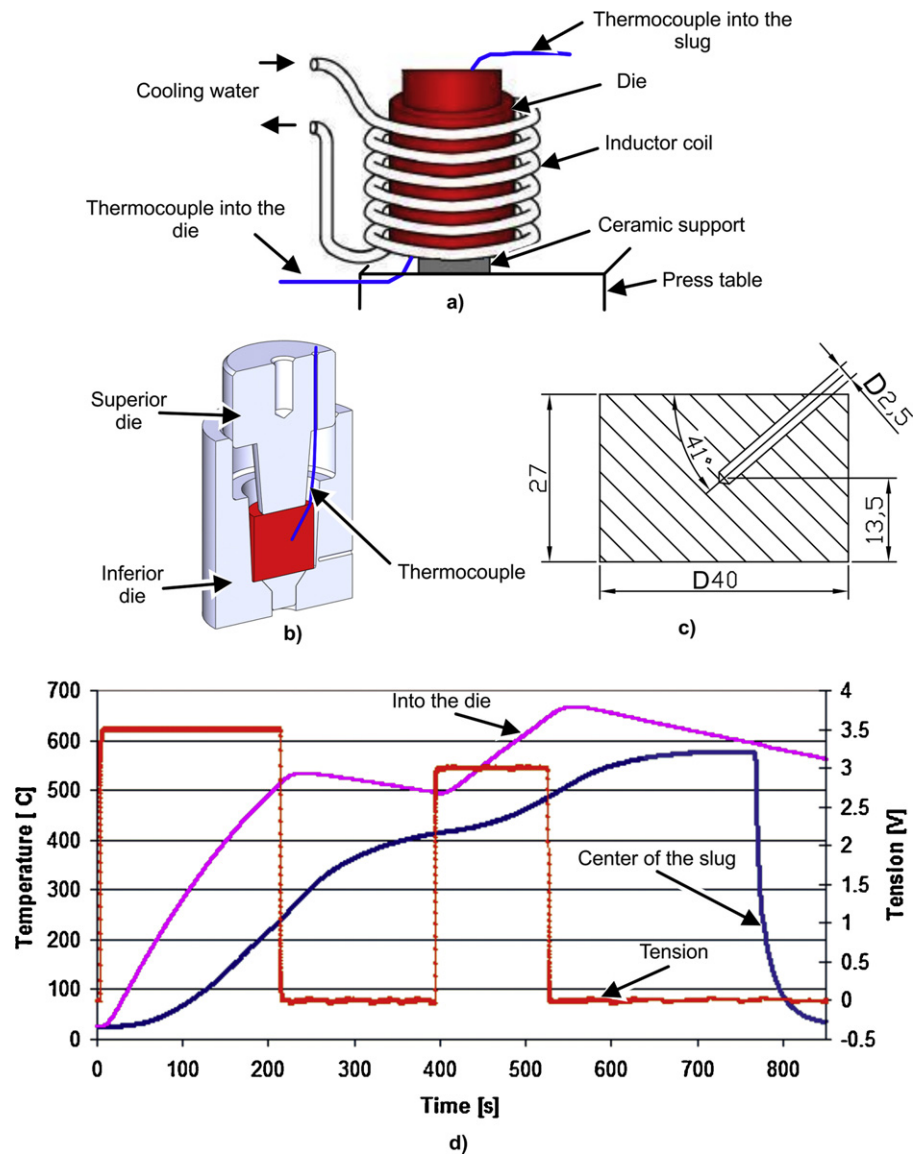 Thermocouple into the
slug
Cooling water
Die
Inductor coil
Thermocouple into the
die
Ceramic support
Press table
a)
Superior
die
Inferior
die
Thermocouple
b)
D2,5
41°
27
13,5
D40
c)
700
600
500
400
300
200
100
0
Temperature [ C]
4
3.5
3
2.5
2
1.5
1
0.5
0
-0.5
Tension [V]
Into the die
Center of the slug
Tension
0 100 200 300 400 500 600 700 800
Time [s]
d)